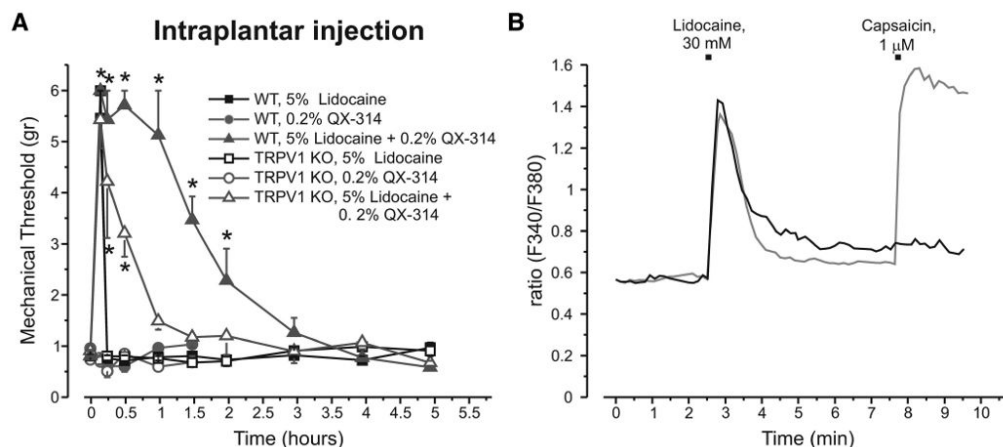 A
Intraplantar injection
Mechanical Threshold (gr)
6
5
4
3
2
1
0
*
*
*
*
*
*
*
*
WT, 5% Lidocaine
WT, 0.2% QX-314
WT, 5% Lidocaine + 0.2% QX-314
TRPV1 KO, 5% Lidocaine
TRPV1 KO, 0.2% QX-314
TRPV1 KO, 5% Lidocaine +
0. 2% QX-314
0 0.5 1 1.5 2 2.5 3 3.5 4 4.5 5 5.5
Time (hours)
B
Lidocaine,
30 mM
Capsaicin,
1 µM
ratio (F340/F380)
1.6
1.4
1.2
1.0
0.8
0.6
0.4
0.2
0
0 1 2 3 4 5 6 7 8 9 10
Time (min)